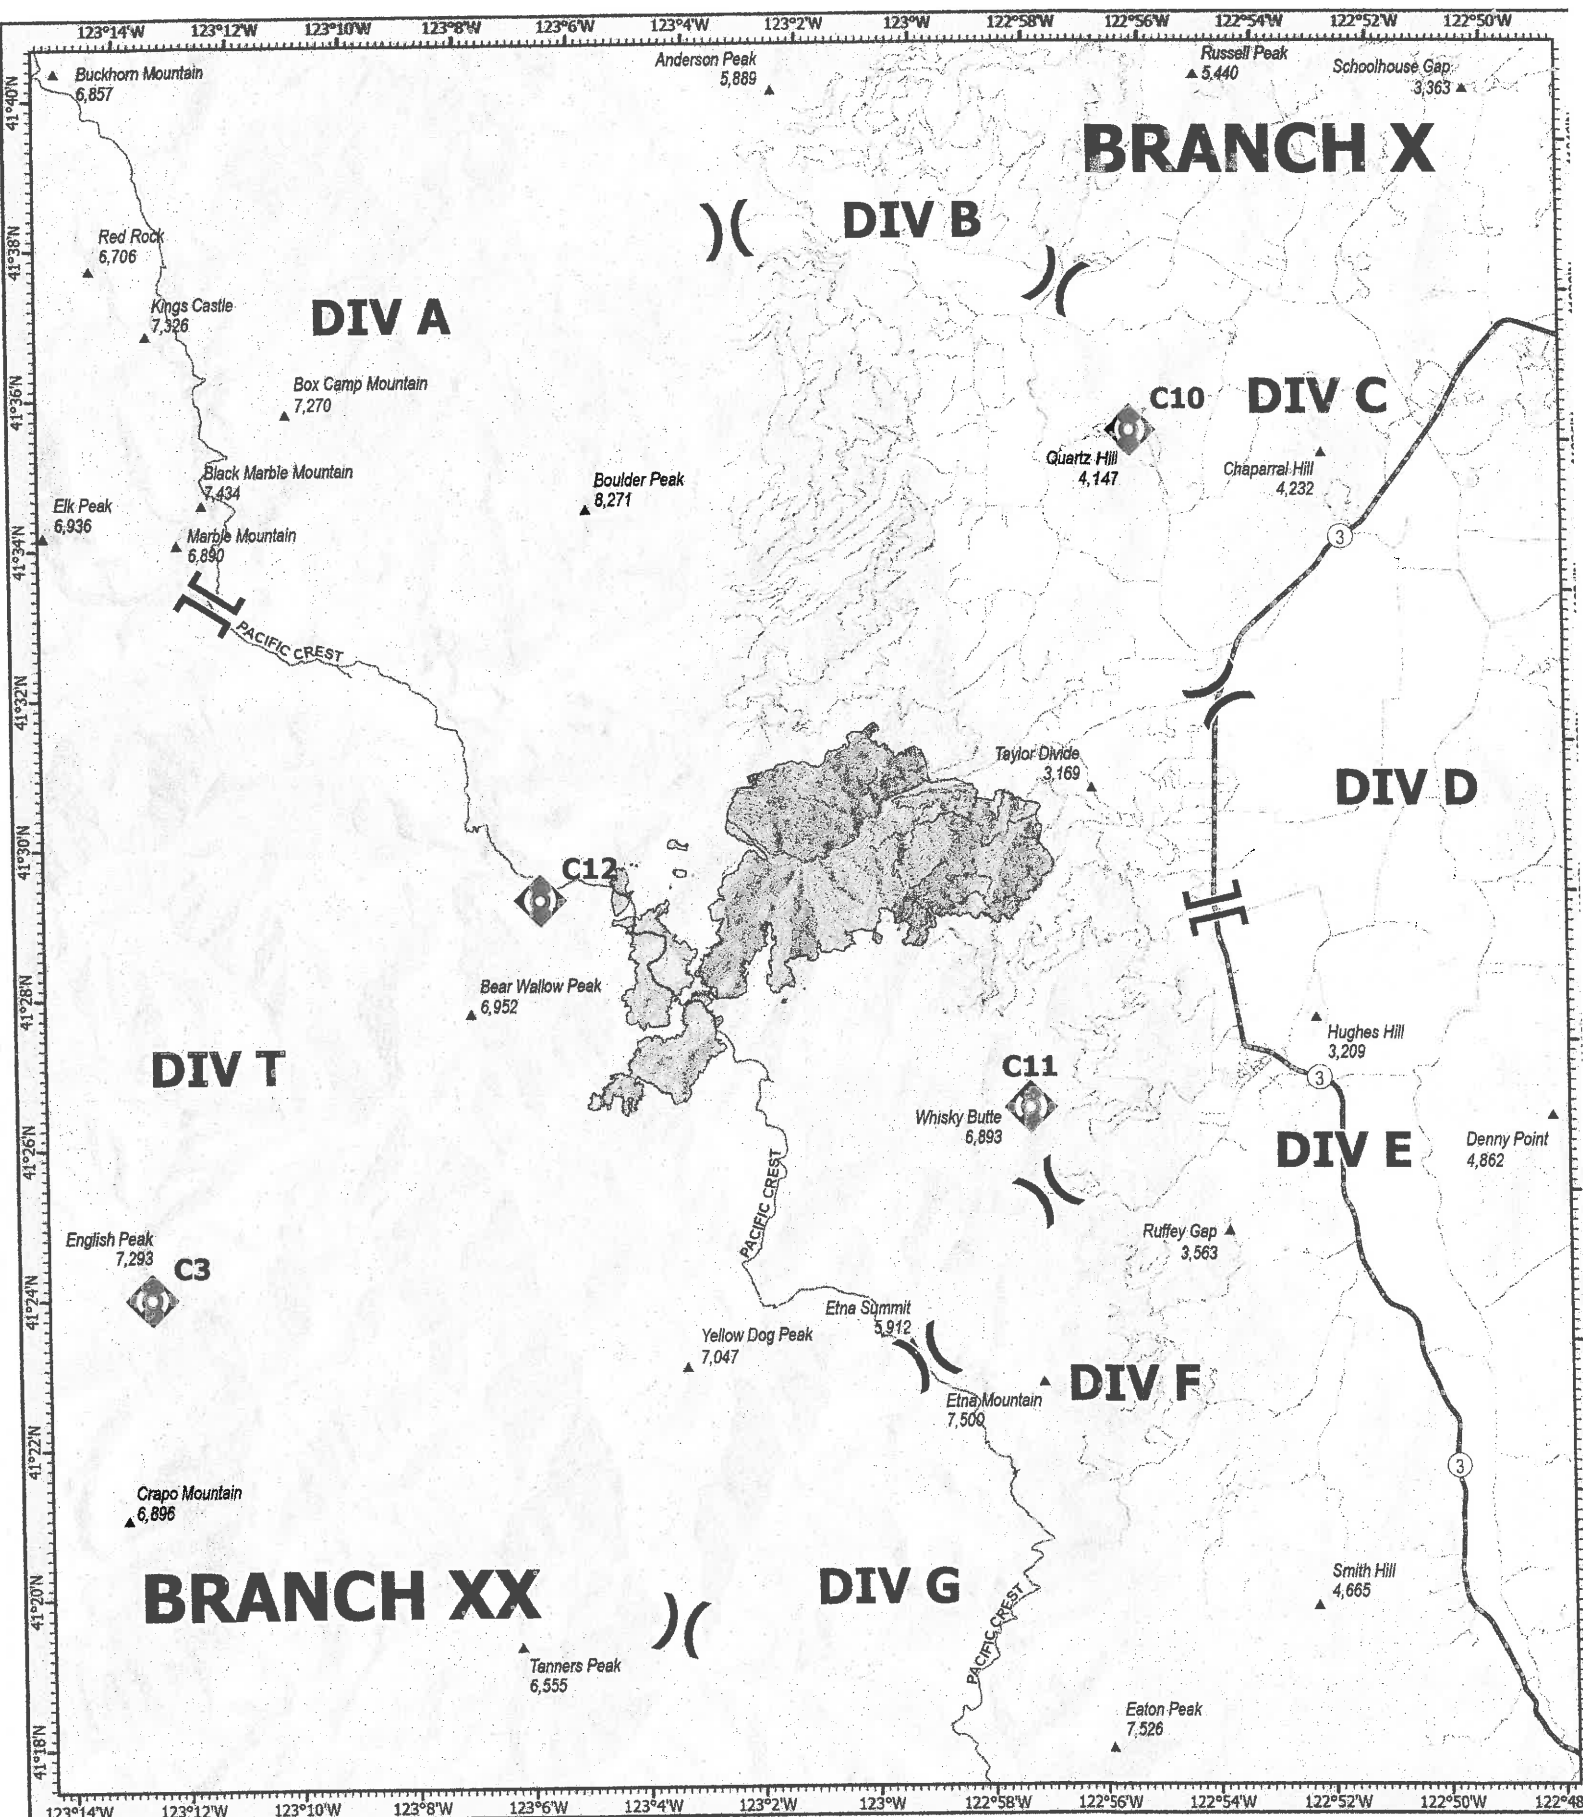 123°14'W 123°12'W 123°10'W 123°8'W 123°6'W 123°4'W 123°2'W 123°W 122°58'W 122°56'W 122°54'W 122°52'W 122°50'W
Buckhorn Mountain
6,857
Anderson Peak
5,889
Russell Peak
5,440
Schoolhouse Gap
3,363
41°40'N
BRANCH X
DIV B
41°38'N
Red Rock
6,706
Kings Castle
7,326
DIV A
41°36'N
Box Camp Mountain
7,270
C10
DIV C
Quartz Hill
4,147
Chaparral Hill
4,232
Black Marble Mountain
7,434
Boulder Peak
8,271
Elk Peak
6,936
Marble Mountain
6,890
41°34'N
3
PACIFIC CREST
41°32'N
Taylor Divide
3,169
DIV D
41°30'N
C12
Bear Wallow Peak
6,952
41°28'N
Hughes Hill
3,209
DIV T
C11
3
Whisky Butte
6,893
41°26'N
DIV E
Denny Point
4,862
PACIFIC CREST
English Peak
7,293
C3
Ruffey Gap
3,563
41°24'N
Etna Summit
5,912
Yellow Dog Peak
7,047
DIV F
Etna Mountain
7,500
41°22'N
3
Crapo Mountain
6,896
BRANCH XX
DIV G
Smith Hill
4,665
41°20'N
PACIFIC CREST
Tanners Peak
6,555
Eaton Peak
7,526
41°18'N
123°14'W 123°12'W 123°10'W 123°8'W 123°6'W 123°4'W 123°2'W 123°W 122°58'W 122°56'W 122°54'W 122°52'W 122°50'W 122°48'